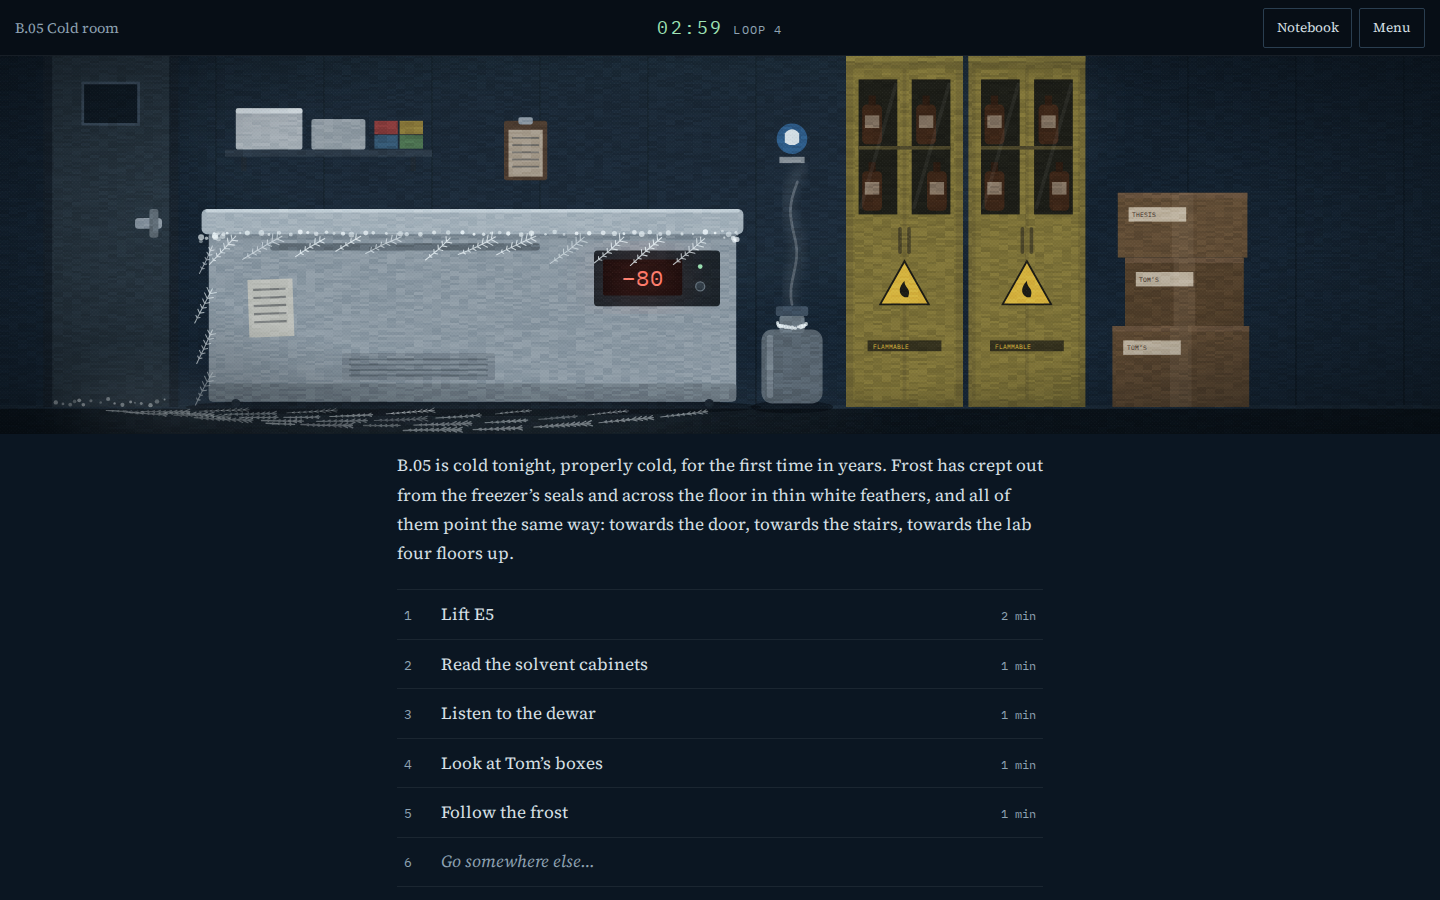 B.05 Cold room
02:59 LOOP 4
Notebook
Menu
THESIS
TOM'S
TOM'S
-80
FLAMMABLE
FLAMMABLE
B.05 is cold tonight, properly cold, for the first time in years. Frost has crept out
from the freezer’s seals and across the floor in thin white feathers, and all of
them point the same way: towards the door, towards the stairs, towards the lab
four floors up.
1 Lift E5 2 min
2 Read the solvent cabinets 1 min
3 Listen to the dewar 1 min
4 Look at Tom’s boxes 1 min
5 Follow the frost 1 min
6 Go somewhere else…